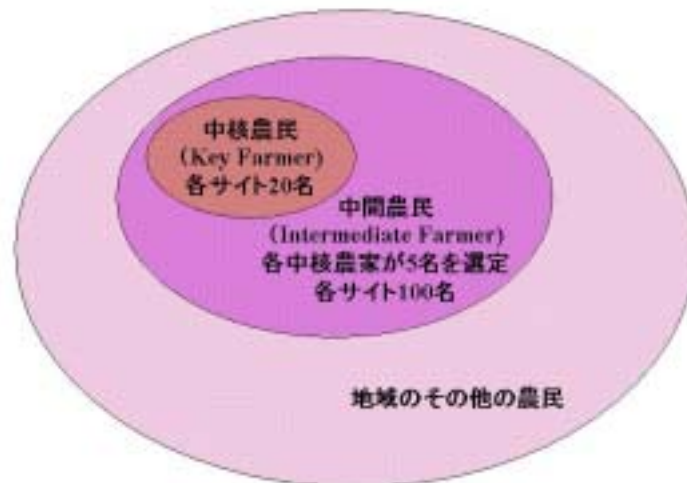 中核農民
(Key Farmer)
各サイト20名
中間農民
(Intermediate Farmer)
各中核農家が5名を選定
各サイト100名
地域のその他の農民